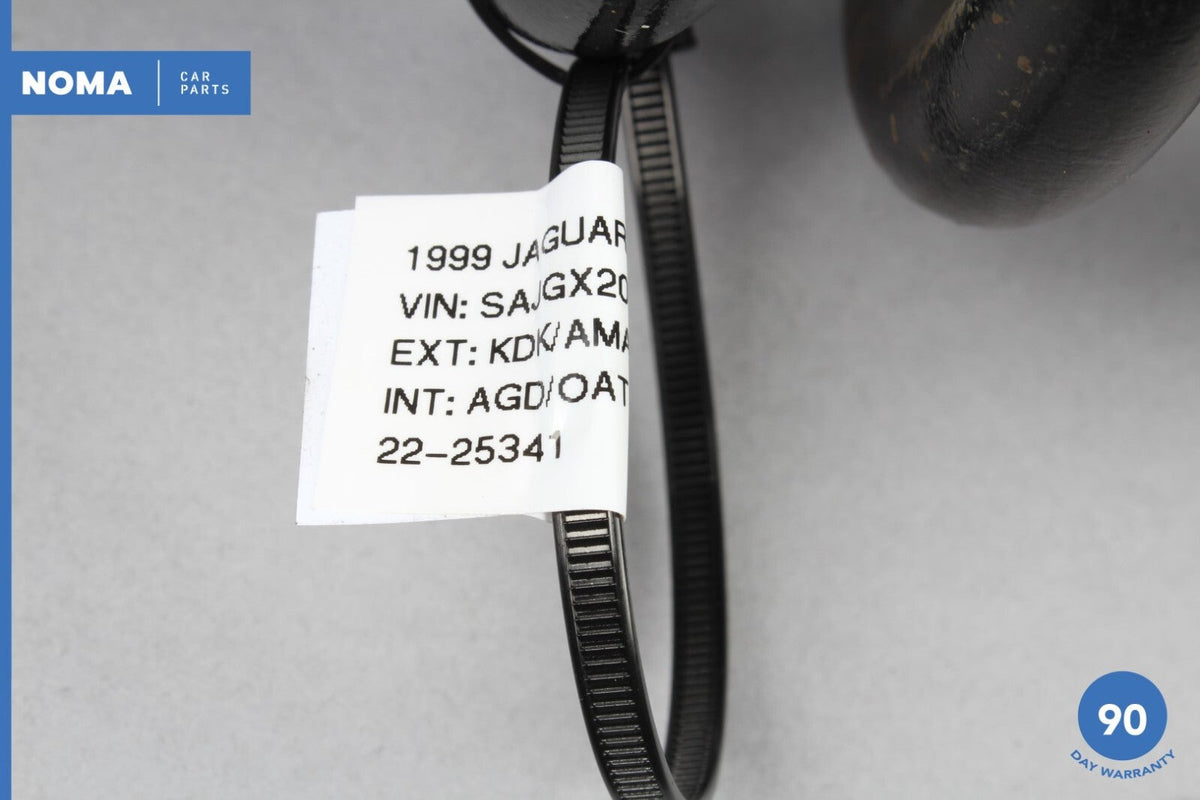 NOMA
CAR
PARTS
1999 JAGUAR
VIN: SAJGX20
EXT: KDK/AMA
INT: AGD/OAT
22-25341
90
DAY WARRANTY